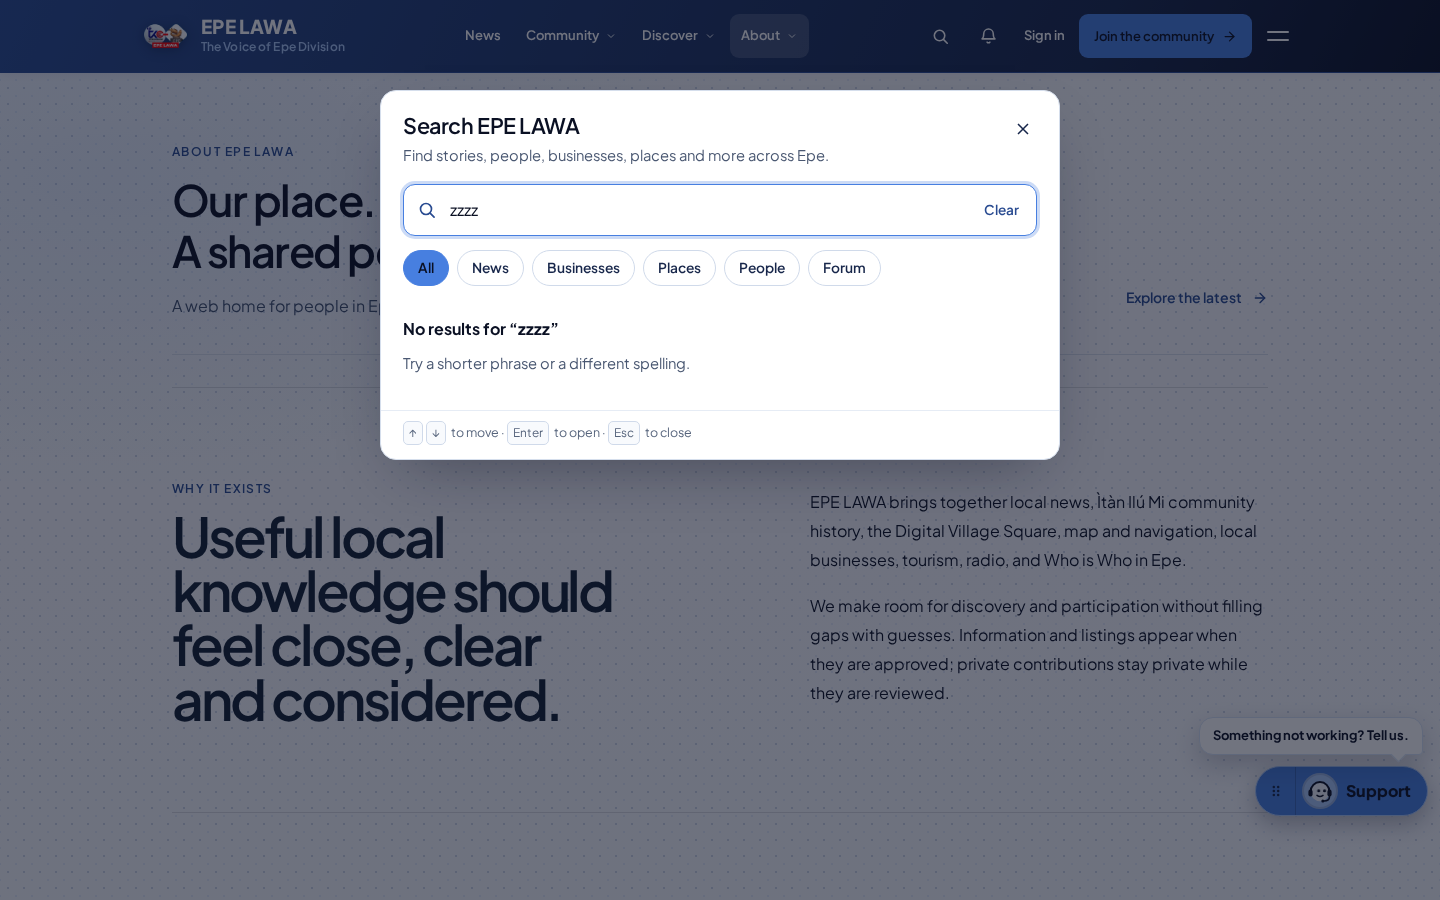 EPE LAWA
The Voice of Epe Division
News
Community
Discover
About
Sign in
Join the community
Search EPE LAWA
Find stories, people, businesses, places and more across Epe.
zzzz
Clear
All
News
Businesses
Places
People
Forum
No results for “zzzz”
Try a shorter phrase or a different spelling.
↑ ↓ to move · Enter to open · Esc to close
ABOUT EPE LAWA
Our place.
A shared
A web home for people in
Explore the latest
WHY IT EXISTS
Useful local
knowledge should
feel close, clear
and considered.
EPE LAWA brings together local news, Ìtàn Ilú Mi community
history, the Digital Village Square, map and navigation, local
businesses, tourism, radio, and Who is Who in Epe.
We make room for discovery and participation without filling
gaps with guesses. Information and listings appear when
they are approved; private contributions stay private while
they are reviewed.
Something not working? Tell us.
Support